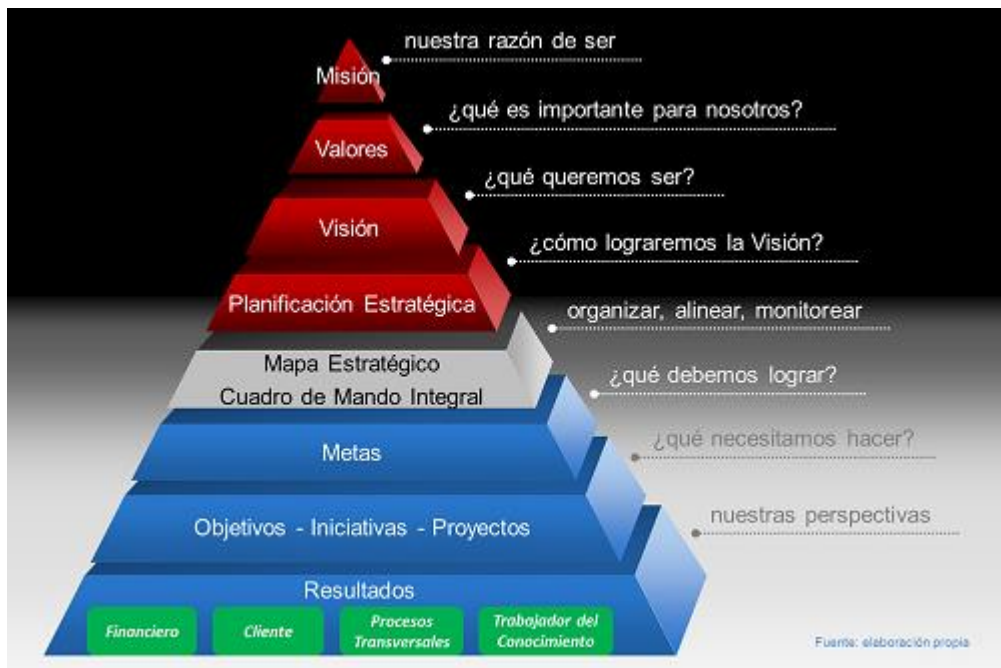 nuestra razón de ser
Misión
¿qué es importante para nosotros?
Valores
¿qué queremos ser?
Visión
¿cómo lograremos la Visión?
Planificación Estratégica
organizar, alinear, monitorear
Mapa Estratégico
Cuadro de Mando Integral
¿qué debemos lograr?
Metas
¿qué necesitamos hacer?
Objetivos - Iniciativas - Proyectos
nuestras perspectivas
Resultados
Financiero
Cliente
Procesos
Transversales
Trabajador del
Conocimiento
Fuente: elaboración propia